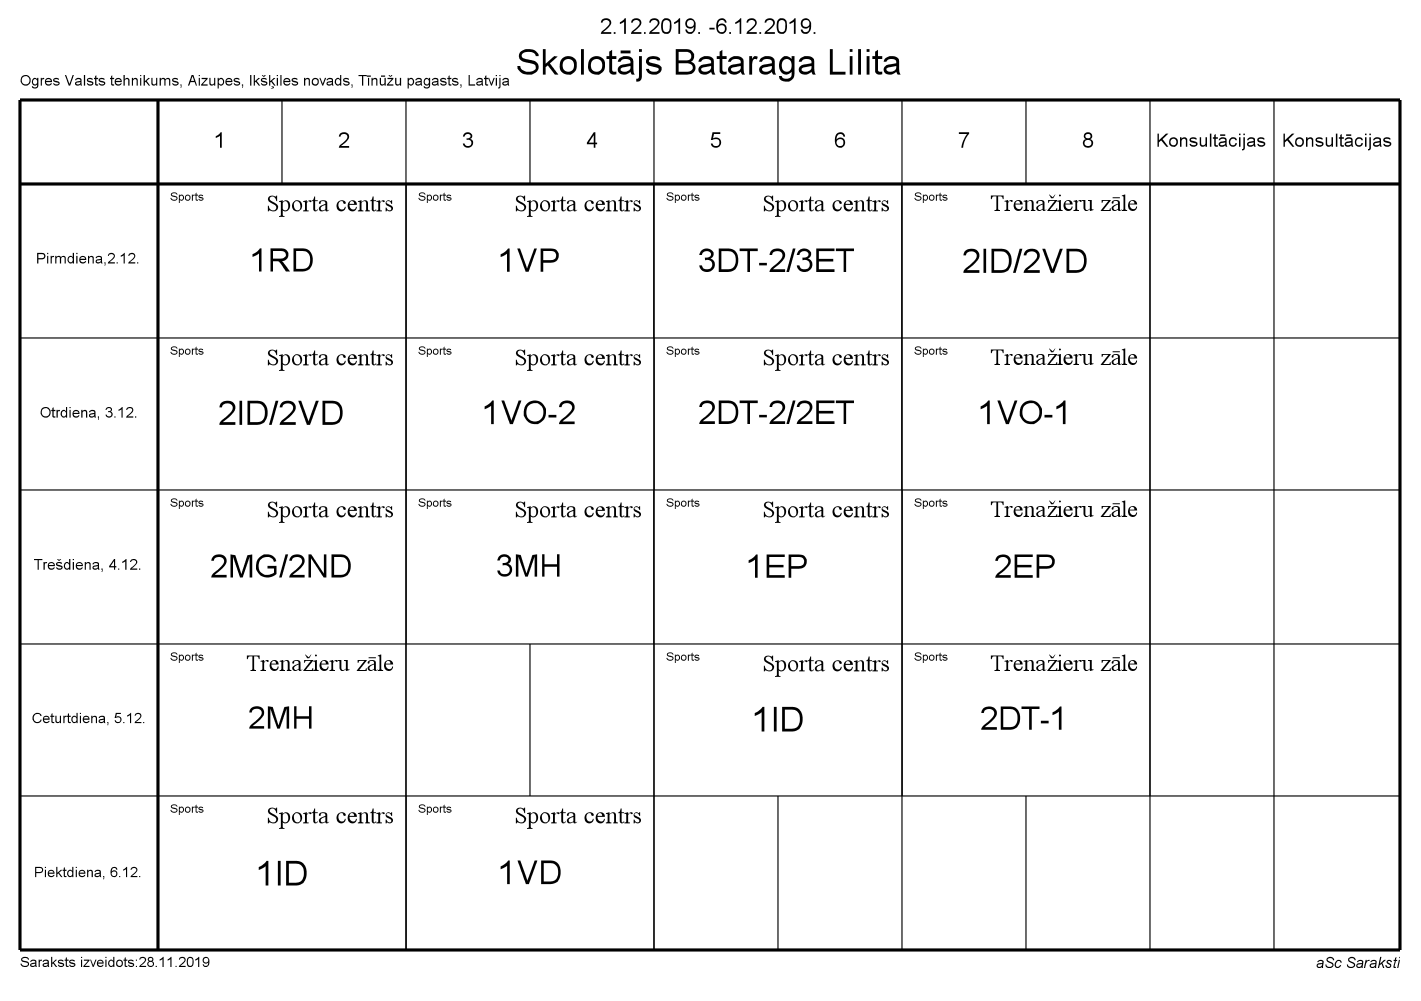 2.12.2019. -6.12.2019.
Skolotājs Bataraga Lilita
Ogres Valsts tehnikums, Aizupes, Ikšķiles novads, Tīnūžu pagasts, Latvija
1 2 3 4 5 6 7 8 Konsultācijas Konsultācijas
Sports Sporta centrs Sports Sporta centrs Sports Sporta centrs Sports Trenažieru zāle
Pirmdiena,2.12. 1RD 1VP 3DT-2/3ET 2ID/2VD
Sports Sporta centrs Sports Sporta centrs Sports Sporta centrs Sports Trenažieru zāle
Otrdiena, 3.12. 2ID/2VD 1VO-2 2DT-2/2ET 1VO-1
Sports Sporta centrs Sports Sporta centrs Sports Sporta centrs Sports Trenažieru zāle
Trešdiena, 4.12. 2MG/2ND 3MH 1EP 2EP
Sports Trenažieru zāle Sports Sporta centrs Sports Trenažieru zāle
Ceturtdiena, 5.12. 2MH 1ID 2DT-1
Sports Sporta centrs Sports Sporta centrs
Piektdiena, 6.12. 1ID 1VD
Saraksts izveidots:28.11.2019 aSc Saraksti